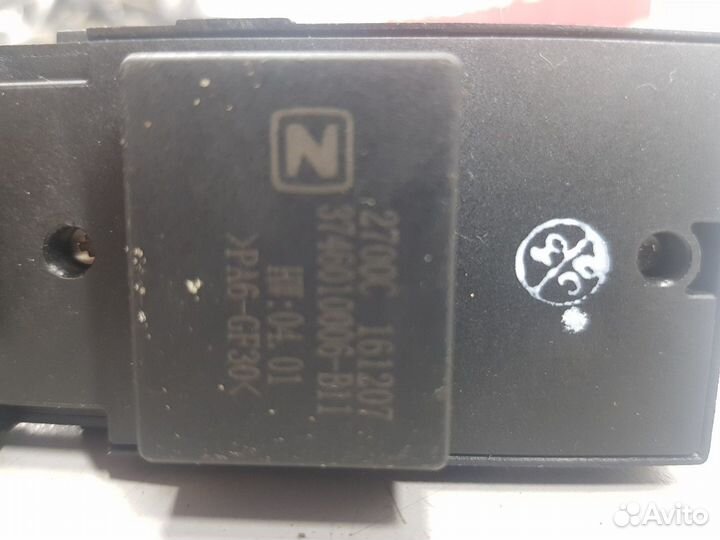 Z
2700C 161207
3746010006-B11
HW:04.01
>PA6-GF30<
Avito